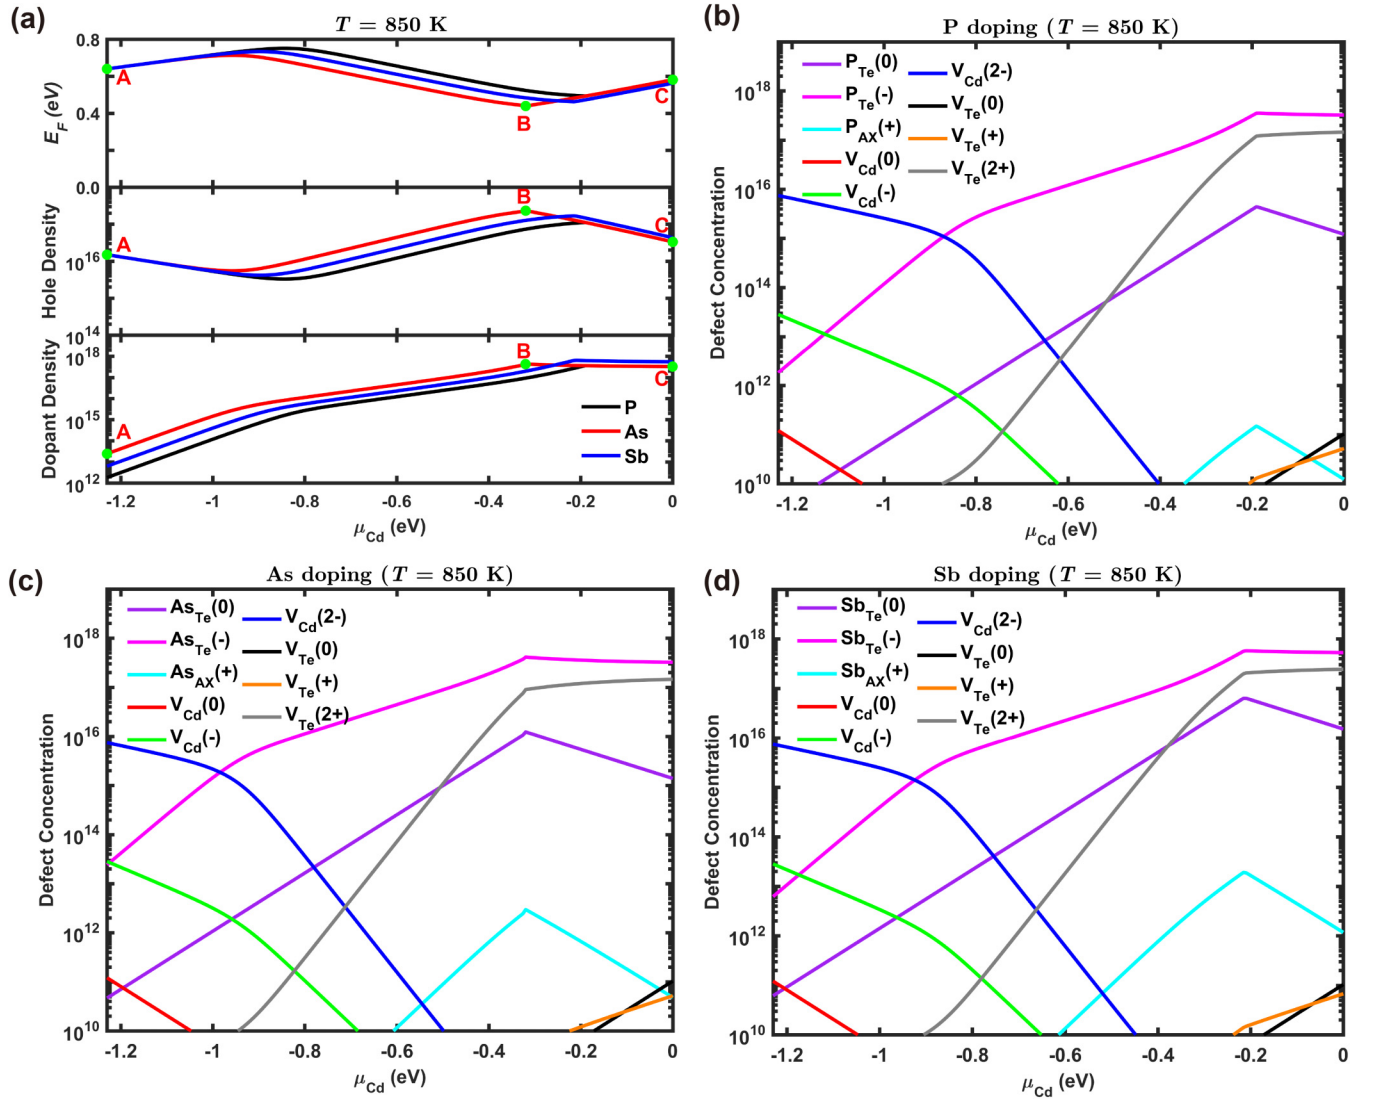 (a)
T = 850 K
0.8
0.4
0.0
E_F (eV)
A
B
C
10^16
10^14
Hole Density
A
B
C
10^18
10^15
10^12
Dopant Density
A
B
C
P
As
Sb
-1.2 -1 -0.8 -0.6 -0.4 -0.2 0
μ_Cd (eV)
(b)
P doping (T = 850 K)
P_Te(0)
P_Te(-)
P_AX(+)
V_Cd(0)
V_Cd(-)
V_Cd(2-)
V_Te(0)
V_Te(+)
V_Te(2+)
10^18
10^16
10^14
10^12
10^10
Defect Concentration
-1.2 -1 -0.8 -0.6 -0.4 -0.2 0
μ_Cd (eV)
(c)
As doping (T = 850 K)
As_Te(0)
As_Te(-)
As_AX(+)
V_Cd(0)
V_Cd(-)
V_Cd(2-)
V_Te(0)
V_Te(+)
V_Te(2+)
10^18
10^16
10^14
10^12
10^10
Defect Concentration
-1.2 -1 -0.8 -0.6 -0.4 -0.2 0
μ_Cd (eV)
(d)
Sb doping (T = 850 K)
Sb_Te(0)
Sb_Te(-)
Sb_AX(+)
V_Cd(0)
V_Cd(-)
V_Cd(2-)
V_Te(0)
V_Te(+)
V_Te(2+)
10^18
10^16
10^14
10^12
10^10
Defect Concentration
-1.2 -1 -0.8 -0.6 -0.4 -0.2 0
μ_Cd (eV)